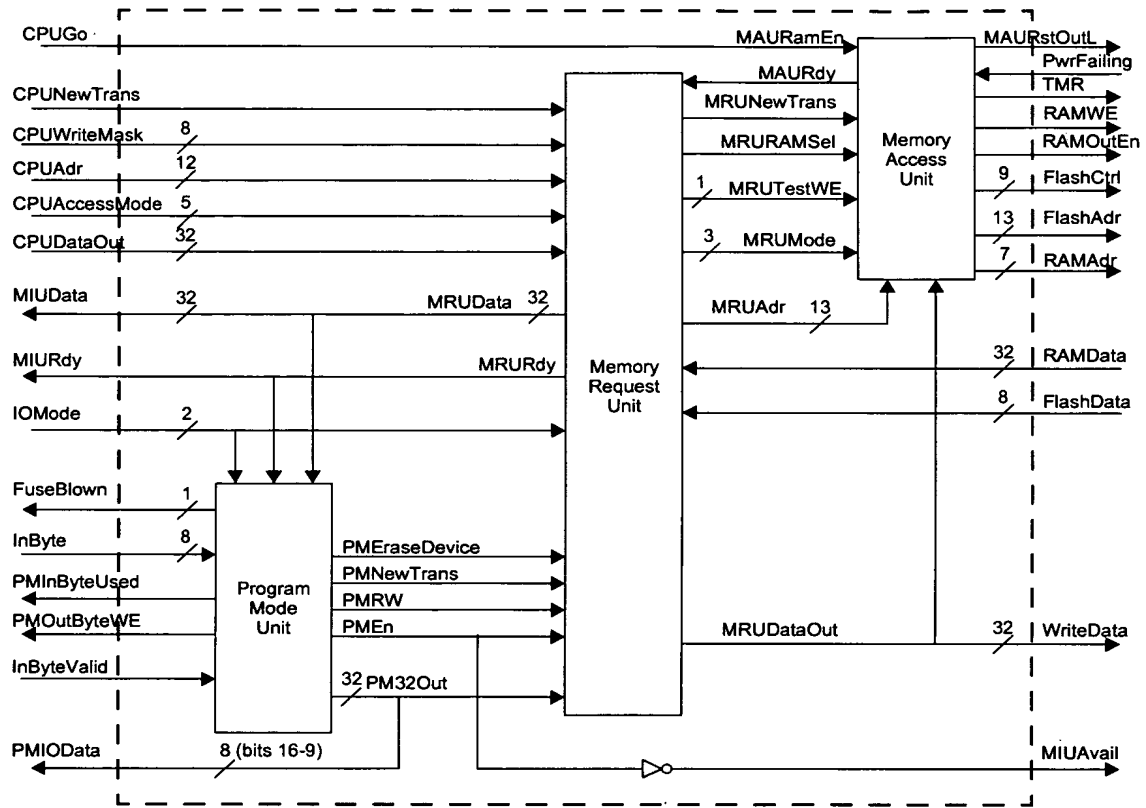 CPUGo
MAURamEn
MAURstOutL
PwrFailing
MAURdy
TMR
CPUNewTrans
MRUNewTrans
RAMWE
CPUWriteMask
8
MRURAMSel
Memory
Access
Unit
RAMOutEn
CPUAdr
12
1
MRUTestWE
9
FlashCtrl
CPUAccessMode
5
13
FlashAdr
CPUDataOut
32
3
MRUMode
7
RAMAdr
MIUData
32
MRUData
32
MRUAdr
13
MIURdy
MRURdy
Memory
Request
Unit
32
RAMData
IOMode
2
8
FlashData
FuseBlown
1
InByte
8
PMEraseDevice
PMInByteUsed
Program
Mode
Unit
PMNewTrans
PMRW
PMOutByteWE
PMEn
MRUDataOut
32
WriteData
InByteValid
32
PM32Out
PMIOData
8 (bits 16-9)
MIUAvail